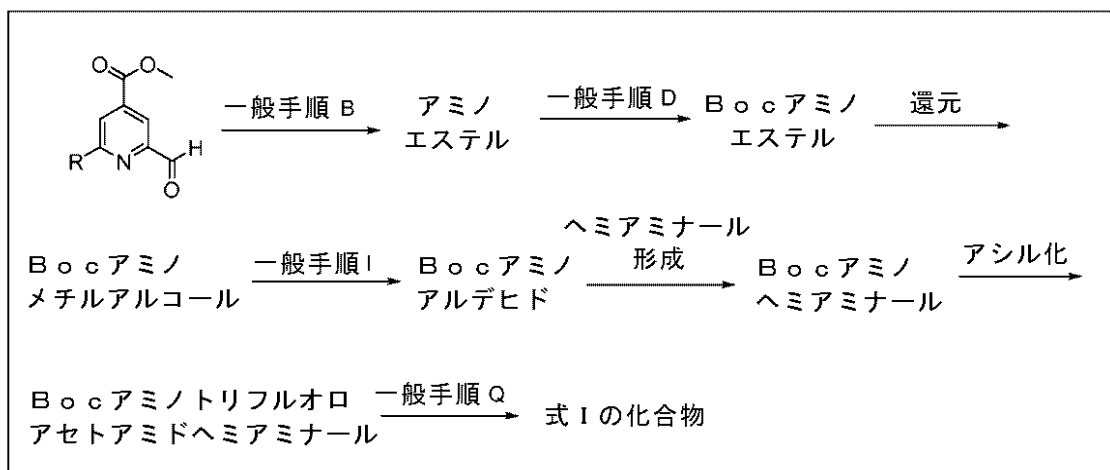 O O
一般手順 B
アミノ
エステル
一般手順 D
Ｂｏｃアミノ
エステル
還元
R N H
O
Ｂｏｃアミノ
メチルアルコール
一般手順 I
Ｂｏｃアミノ
アルデヒド
ヘミアミナール
形成
Ｂｏｃアミノ
ヘミアミナール
アシル化
Ｂｏｃアミノトリフルオロ
アセトアミドヘミアミナール
一般手順 Q
式 I の化合物